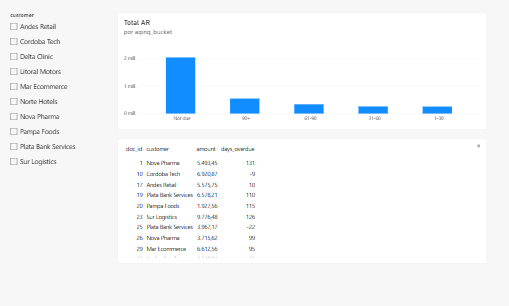 customer
Andes Retail
Cordoba Tech
Delta Clinic
Litoral Motors
Mar Ecommerce
Norte Hotels
Nova Pharma
Pampa Foods
Plata Bank Services
Sur Logistics
Total AR
por aging_bucket
2 mill.
1 mill.
0 mill.
Not due 90+ 61-90 31-60 1-30
doc_id customer amount days_overdue
1 Nova Pharma 5.493,45 131
10 Cordoba Tech 6.920,87 -9
17 Andes Retail 5.575,75 10
19 Plata Bank Services 6.578,21 110
20 Pampa Foods 1.927,56 115
23 Sur Logistics 9.776,48 126
25 Plata Bank Services 3.967,17 -22
26 Nova Pharma 3.715,62 99
29 Mar Ecommerce 6.612,56 95